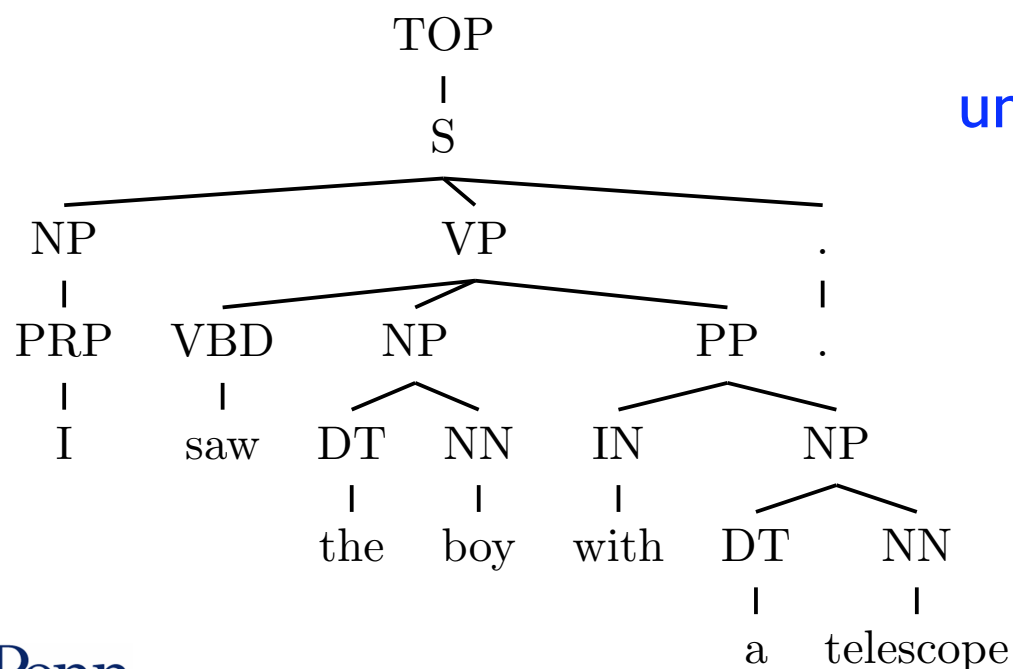 TOP
S
NP VP .
PRP VBD NP PP .
I saw DT NN IN NP
the boy with DT NN
a telescope